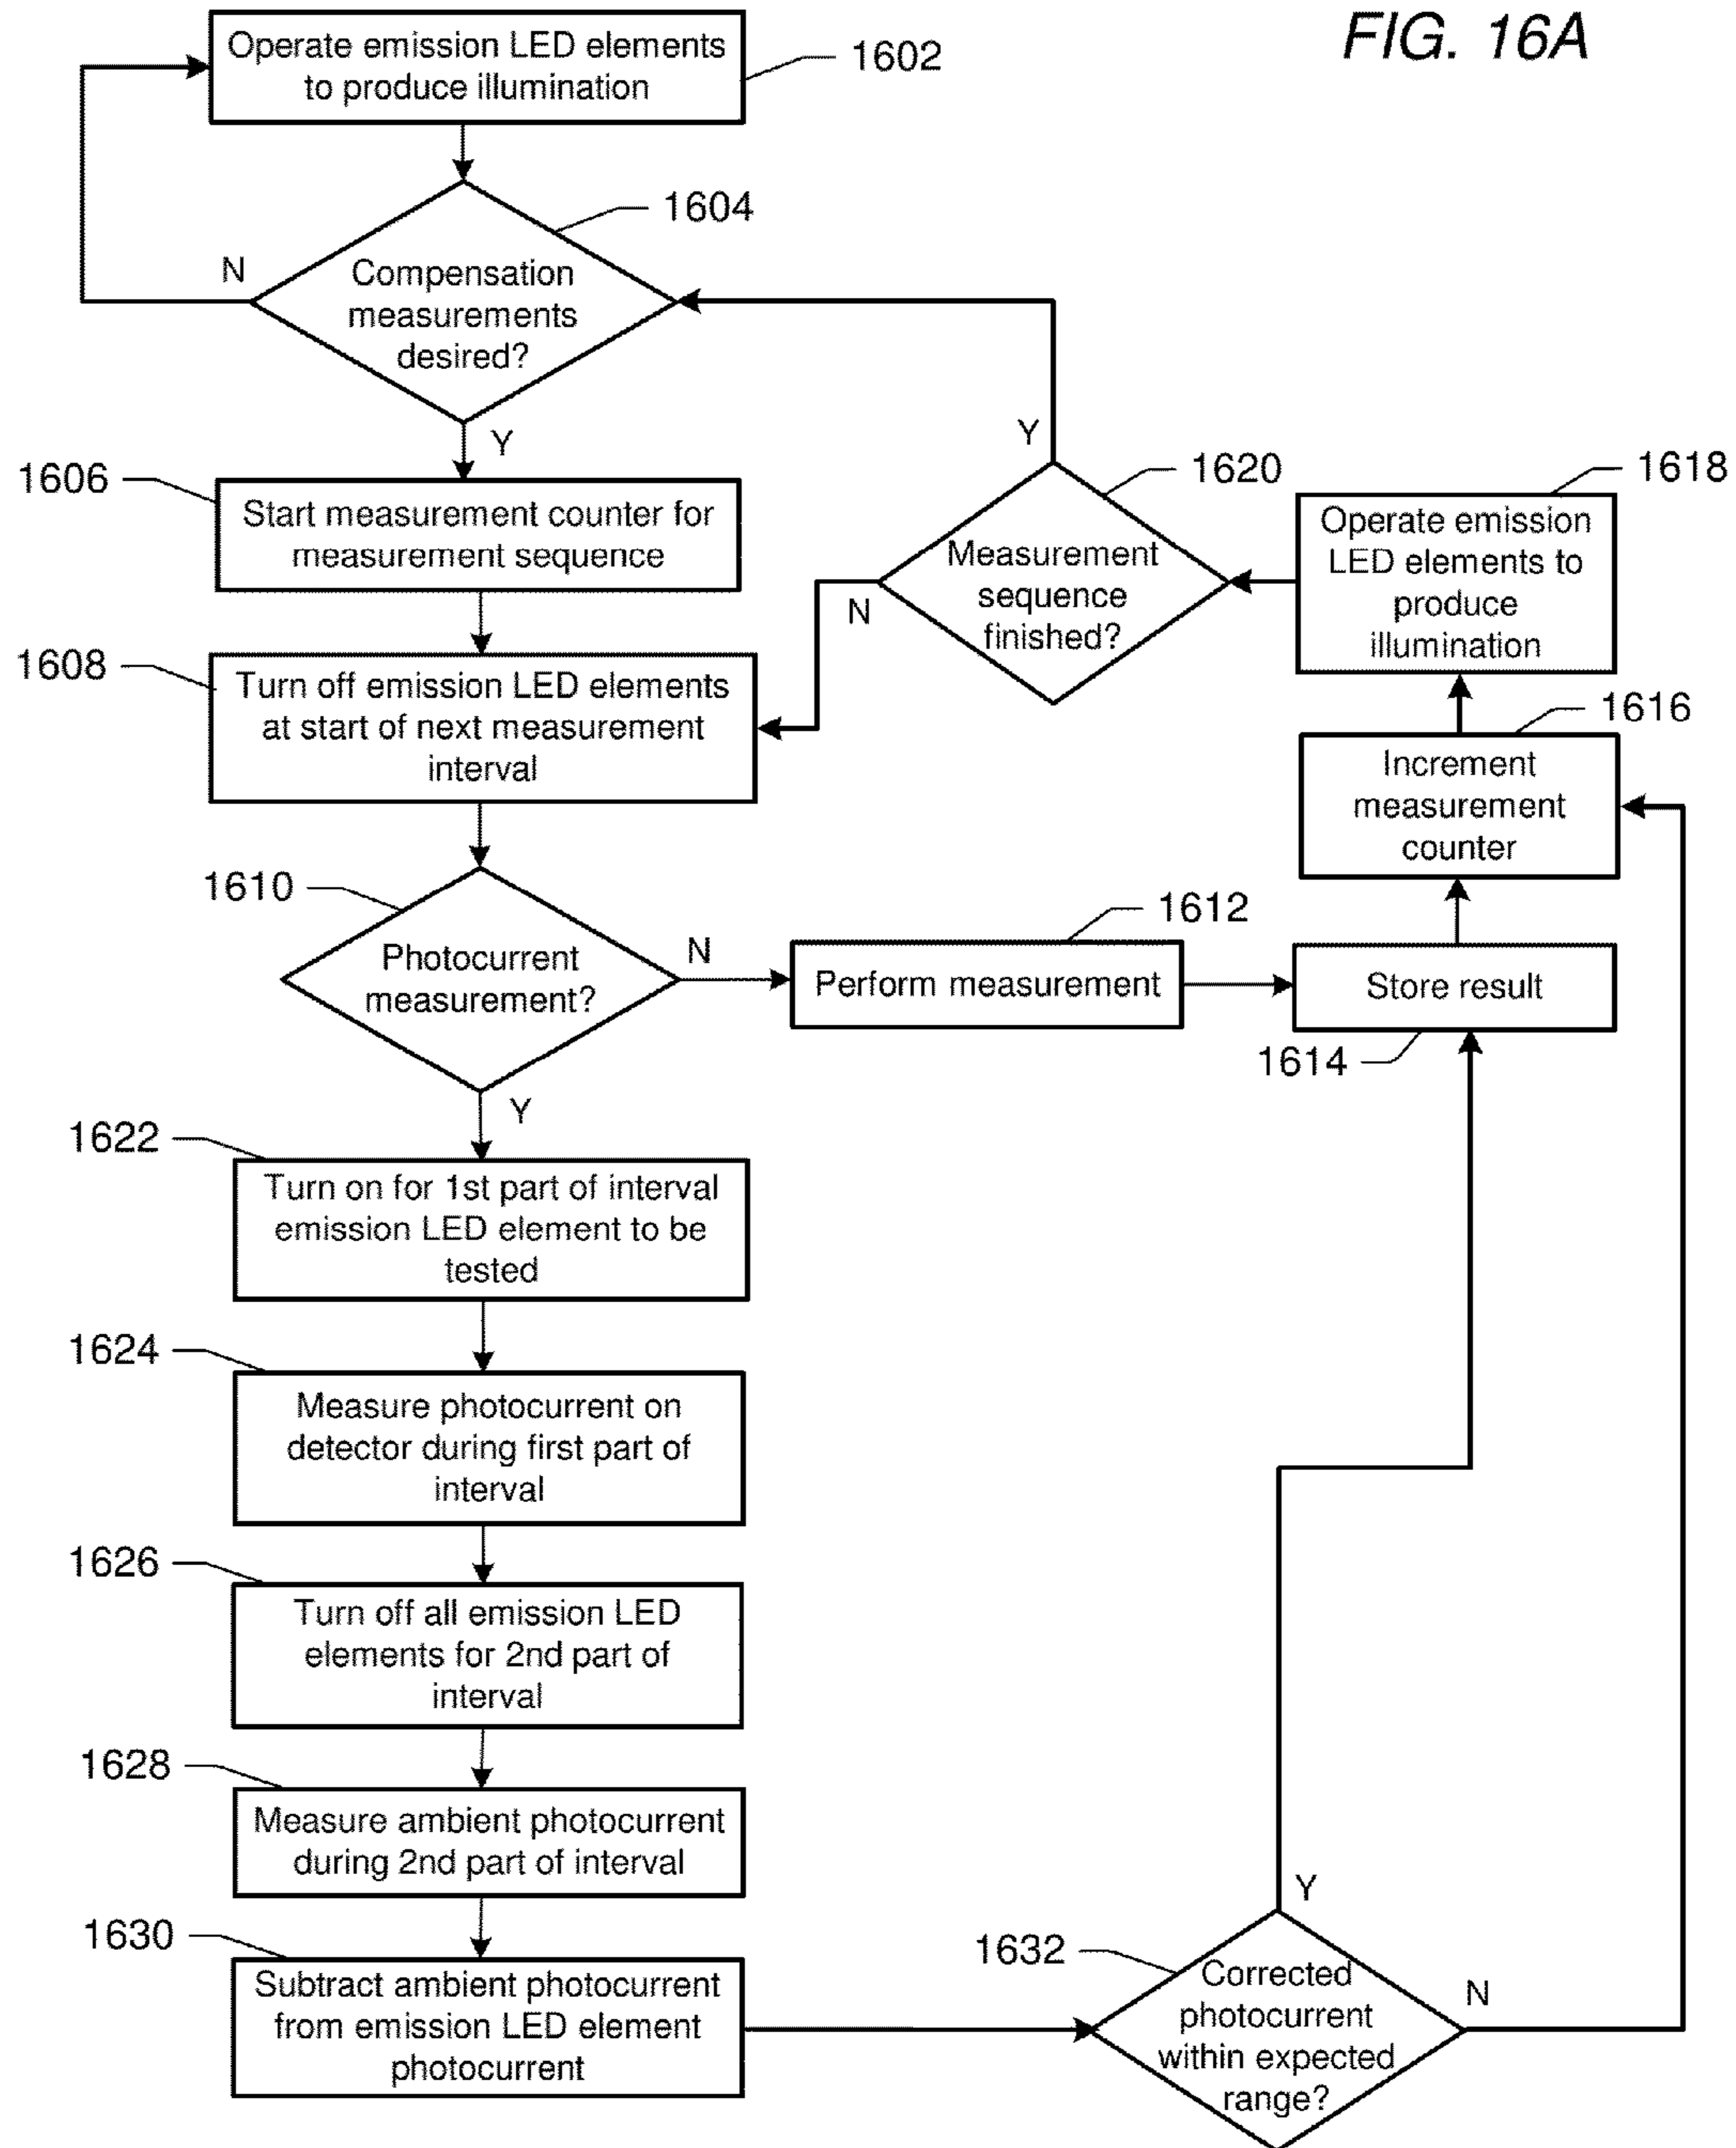 FIG. 16A
Operate emission LED elements
to produce illumination
1602
1604
Compensation
measurements
desired?
N
Y
1606
Start measurement counter for
measurement sequence
1608
Turn off emission LED elements
at start of next measurement
interval
1610
Photocurrent
measurement?
N
Y
1612
Perform measurement
Store result
1614
1616
Increment
measurement
counter
1618
Operate emission
LED elements to
produce
illumination
1620
Measurement
sequence
finished?
Y
N
1622
Turn on for 1st part of interval
emission LED element to be
tested
1624
Measure photocurrent on
detector during first part of
interval
1626
Turn off all emission LED
elements for 2nd part of
interval
1628
Measure ambient photocurrent
during 2nd part of interval
1630
Subtract ambient photocurrent
from emission LED element
photocurrent
1632
Corrected
photocurrent
within expected
range?
Y
N